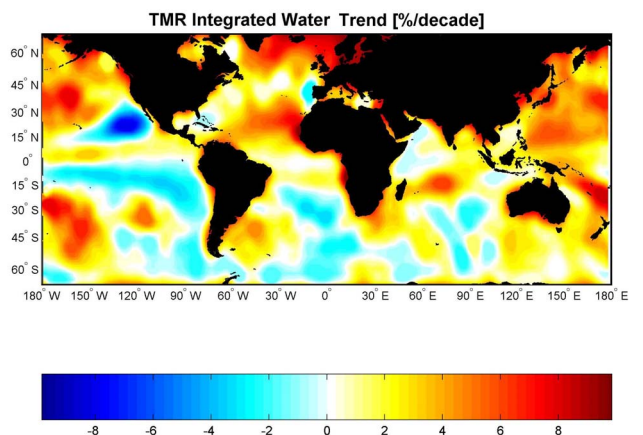 TMR Integrated Water Trend [%/decade]
60° N
45° N
30° N
15° N
0°
15° S
30° S
45° S
60° S
180° W 150° W 120° W 90° W 60° W 30° W 0° 30° E 60° E 90° E 120° E 150° E 180° E
-8 -6 -4 -2 0 2 4 6 8